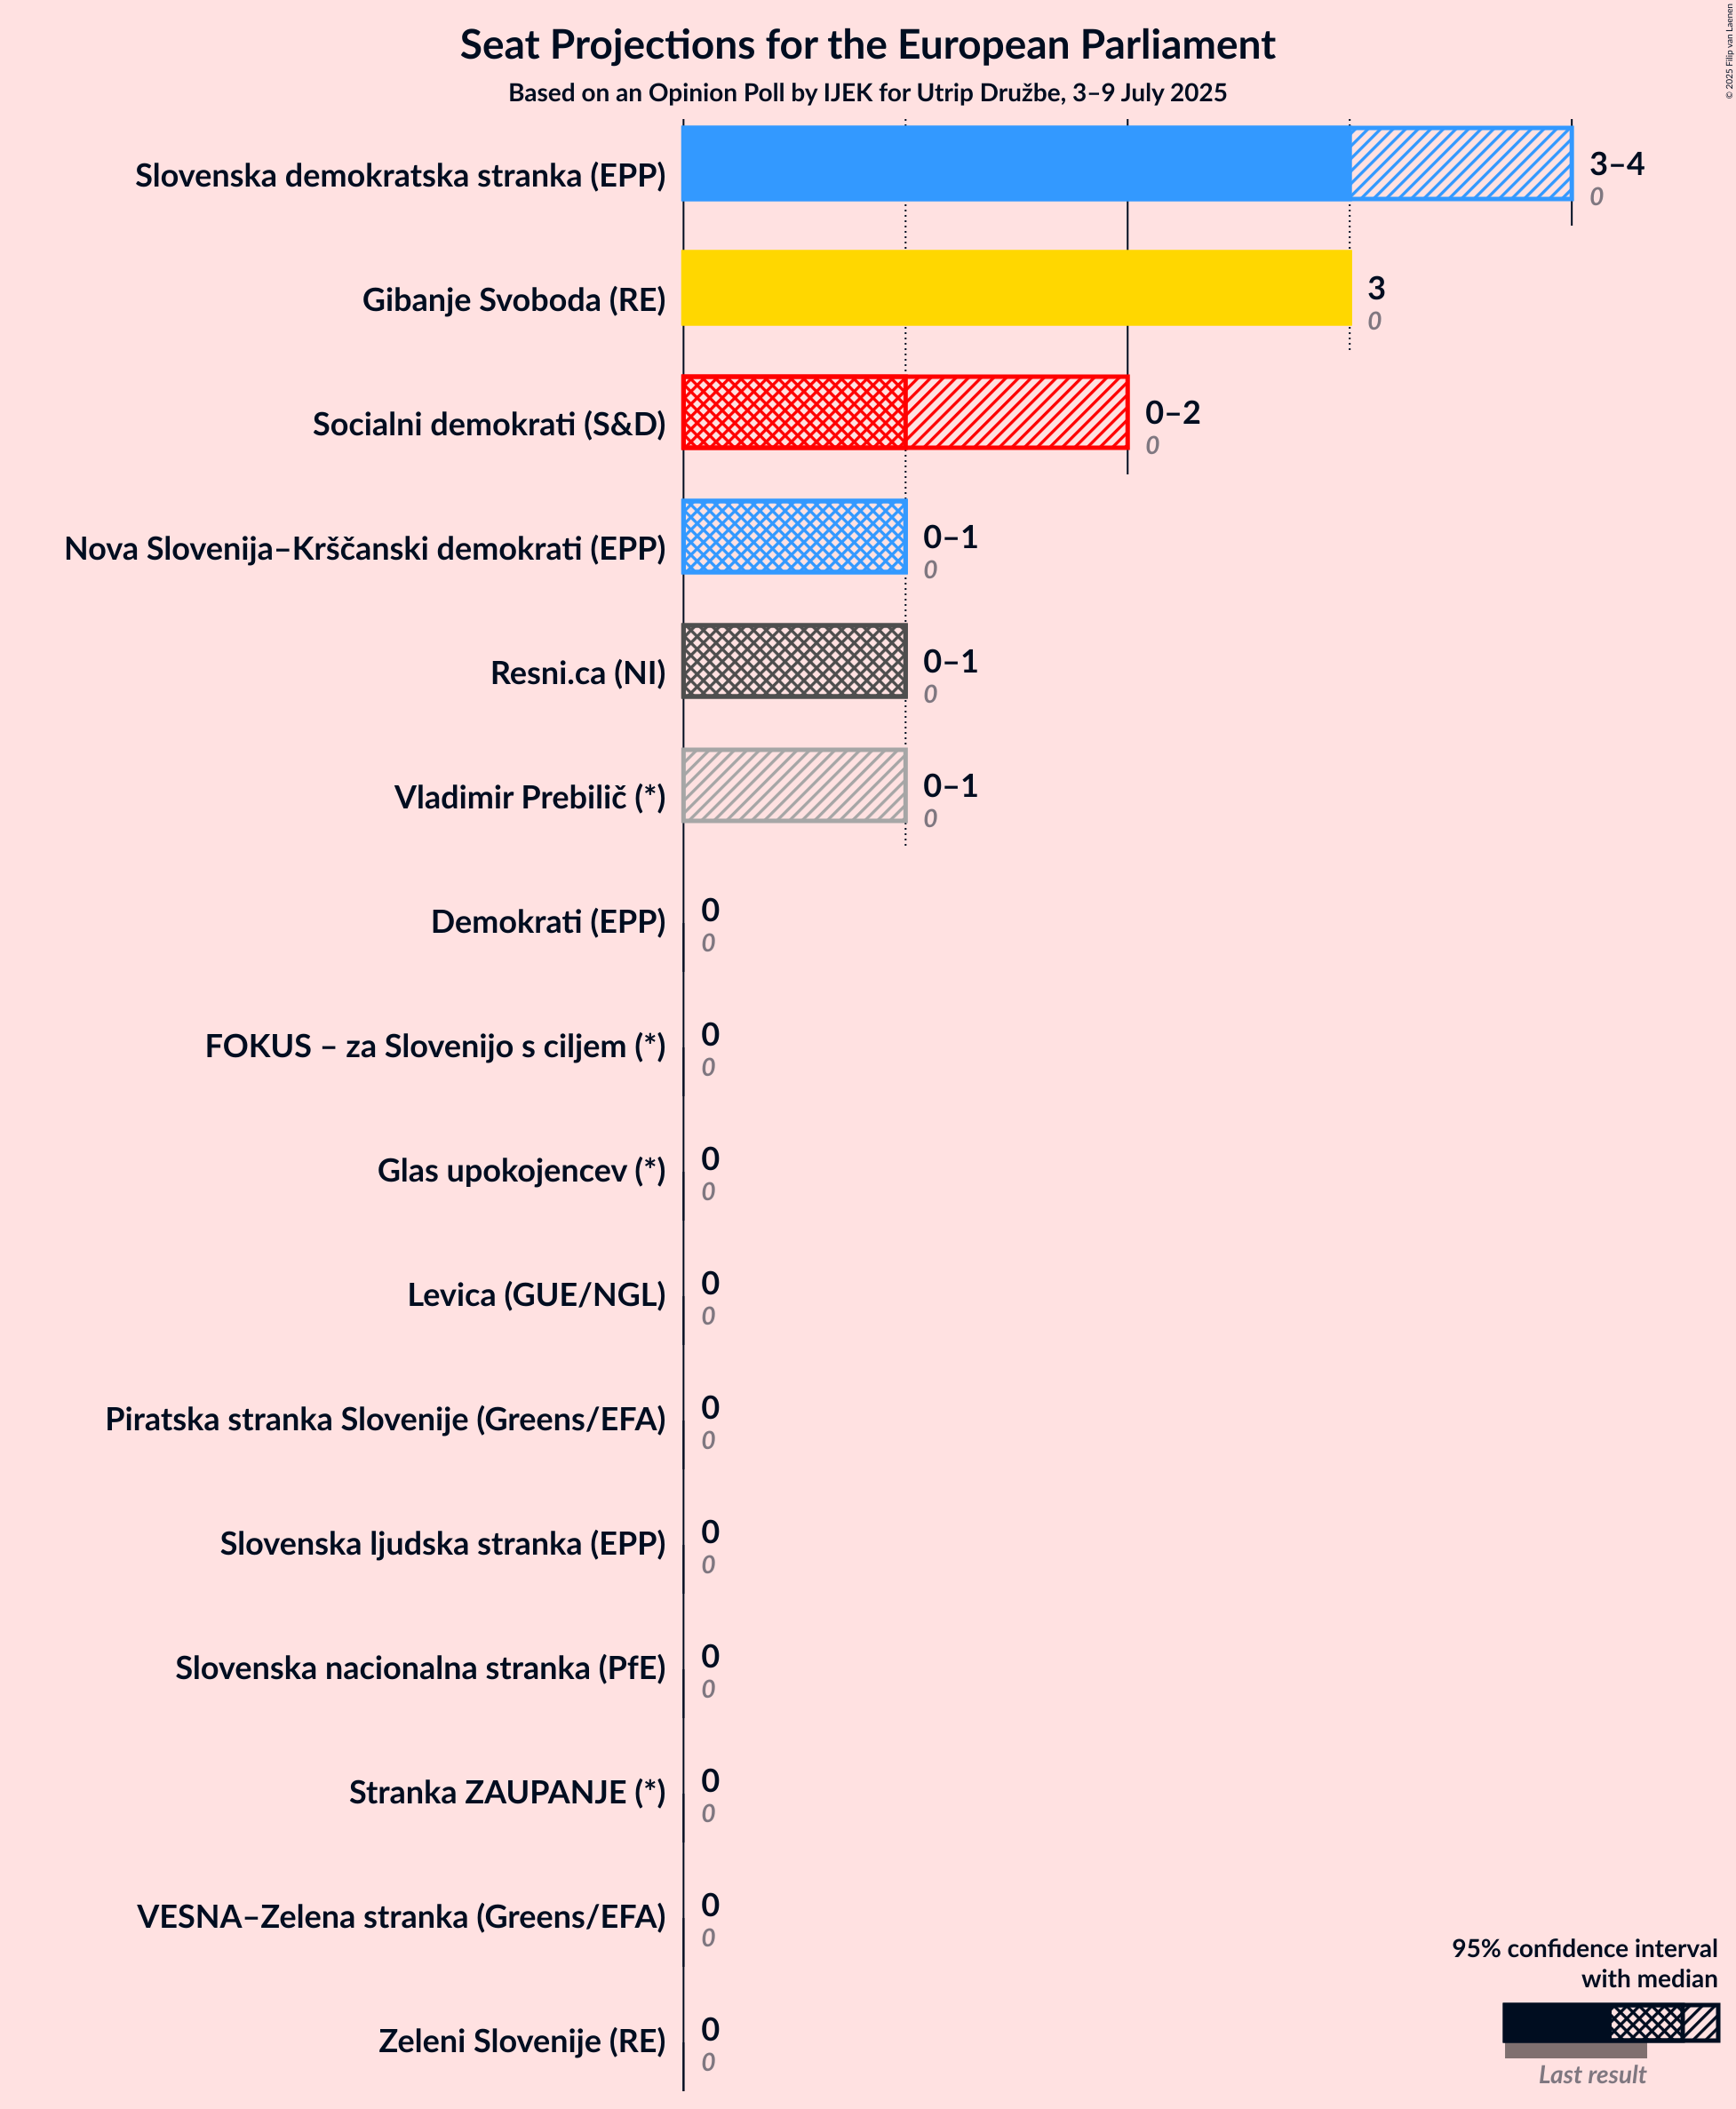 Seat Projections for the European Parliament
Based on an Opinion Poll by IJEK for Utrip Družbe, 3–9 July 2025
© 2025 Filip van Laenen
Slovenska demokratska stranka (EPP)
3–4
0
Gibanje Svoboda (RE)
3
0
Socialni demokrati (S&D)
0–2
0
Nova Slovenija–Krščanski demokrati (EPP)
0–1
0
Resni.ca (NI)
0–1
0
Vladimir Prebilič (*)
0–1
0
Demokrati (EPP)
0
0
FOKUS – za Slovenijo s ciljem (*)
0
0
Glas upokojencev (*)
0
0
Levica (GUE/NGL)
0
0
Piratska stranka Slovenije (Greens/EFA)
0
0
Slovenska ljudska stranka (EPP)
0
0
Slovenska nacionalna stranka (PfE)
0
0
Stranka ZAUPANJE (*)
0
0
VESNA–Zelena stranka (Greens/EFA)
0
0
Zeleni Slovenije (RE)
0
0
95% confidence interval
with median
Last result